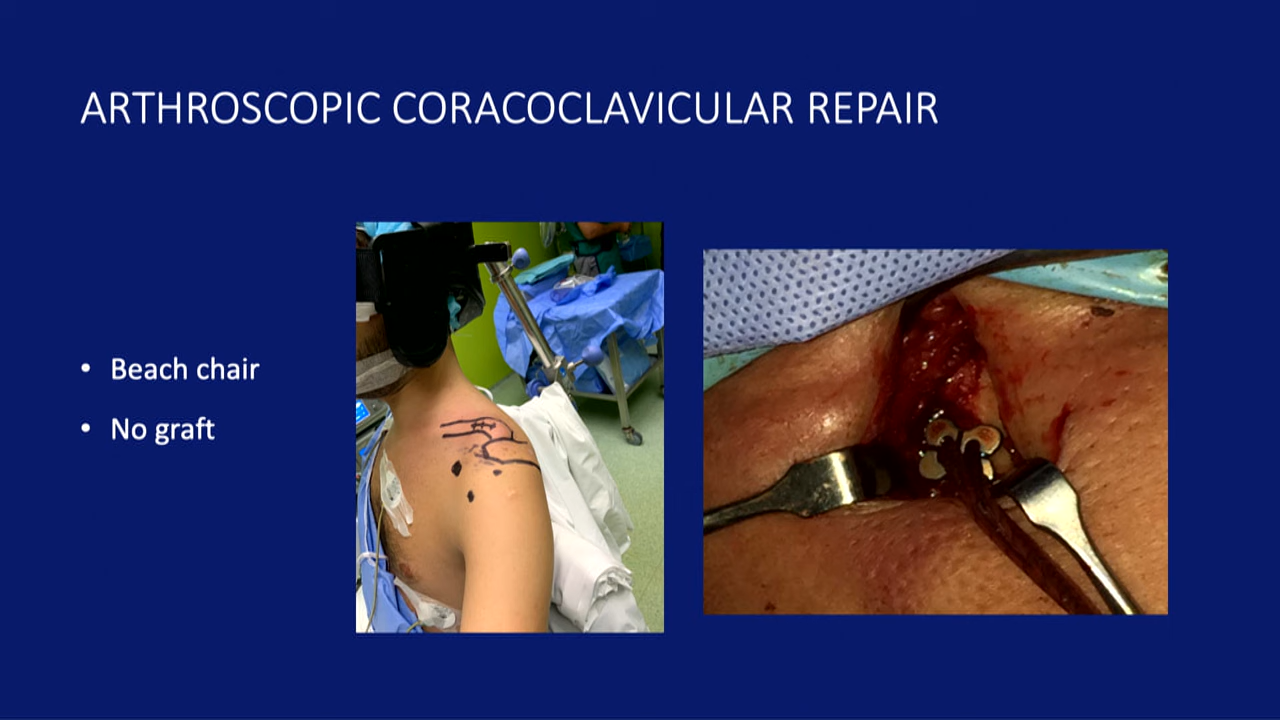 ARTHROSCOPIC CORACOCLAVICULAR REPAIR
• Beach chair
• No graft